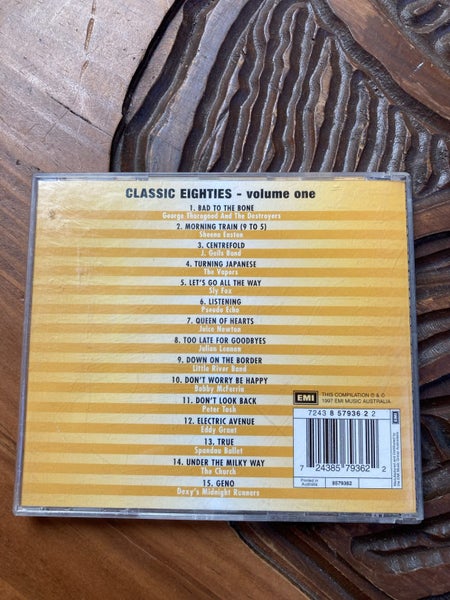 CLASSIC EIGHTIES - volume one
1. BAD TO THE BONE
George Thorogood And The Destroyers
2. MORNING TRAIN (9 TO 5)
Sheena Easton
3. CENTREFOLD
J. Geils Band
4. TURNING JAPANESE
The Vapors
5. LET'S GO ALL THE WAY
Sly Fox
6. LISTENING
Pseudo Echo
7. QUEEN OF HEARTS
Juice Newton
8. TOO LATE FOR GOODBYES
Julian Lennon
9. DOWN ON THE BORDER
Little River Band
10. DON'T WORRY BE HAPPY
Bobby McFerrin
11. DON'T LOOK BACK
Peter Tosh
12. ELECTRIC AVENUE
Eddy Grant
13. TRUE
Spandau Ballet
14. UNDER THE MILKY WAY
The Church
15. GENO
Dexy's Midnight Runners
EMI
THIS COMPILATION ℗ & ©
1997 EMI MUSIC AUSTRALIA.
7243 8 57936 2 2
7 24385 79362 2
Printed in
Australia
8579362
EMI